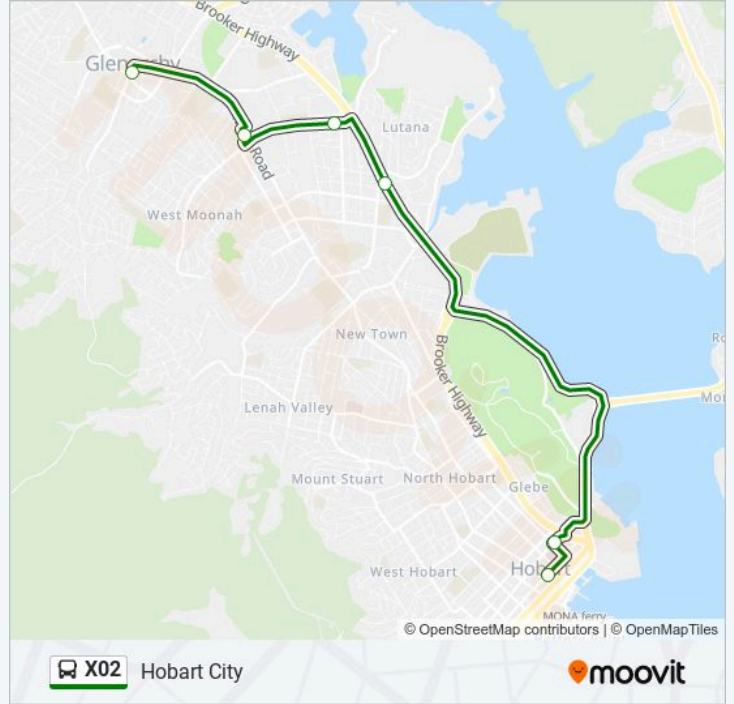 Brooker Highway
Lutana
Road
West Moonah
New Town
Brooker Highway
Lenah Valley
Mount Stuart
North Hobart
Glebe
West Hobart
MONA ferry
© OpenStreetMap contributors | © OpenMapTiles
X02
Hobart City
moovit